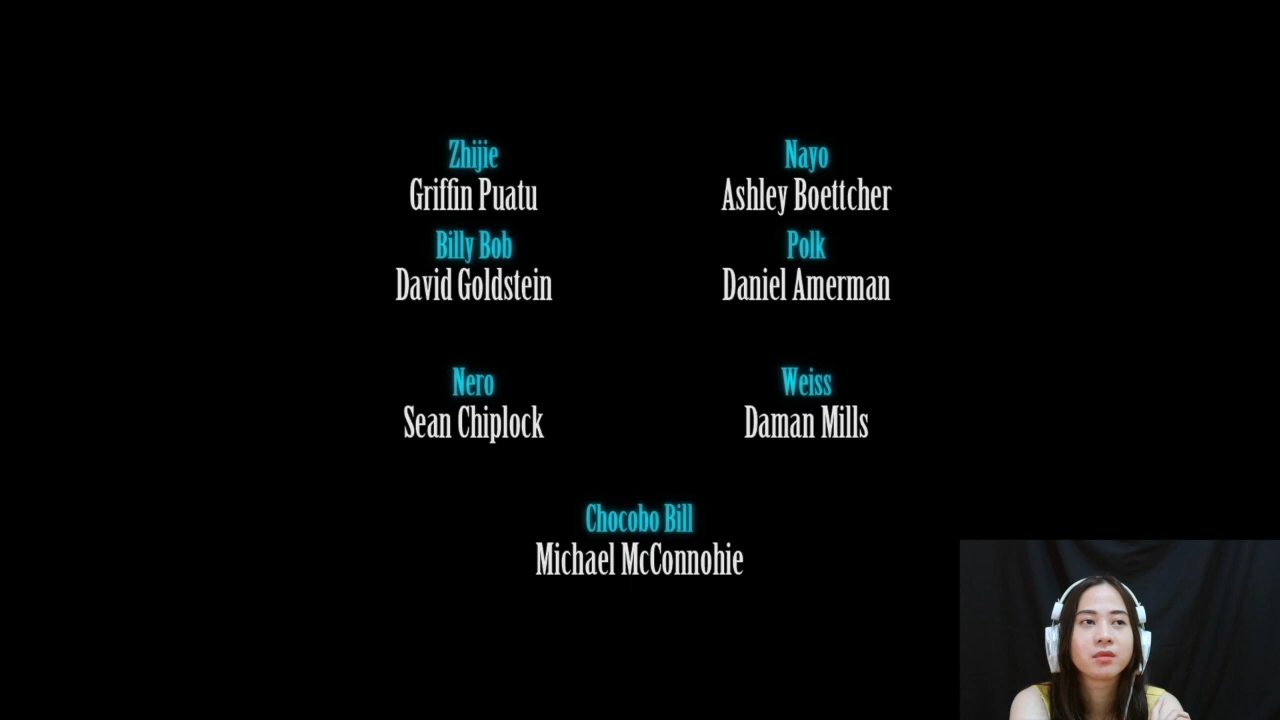 Zhijie
Griffin Puatu
Nayo
Ashley Boettcher
Billy Bob
David Goldstein
Polk
Daniel Amerman
Nero
Sean Chiplock
Weiss
Daman Mills
Chocobo Bill
Michael McConnohie